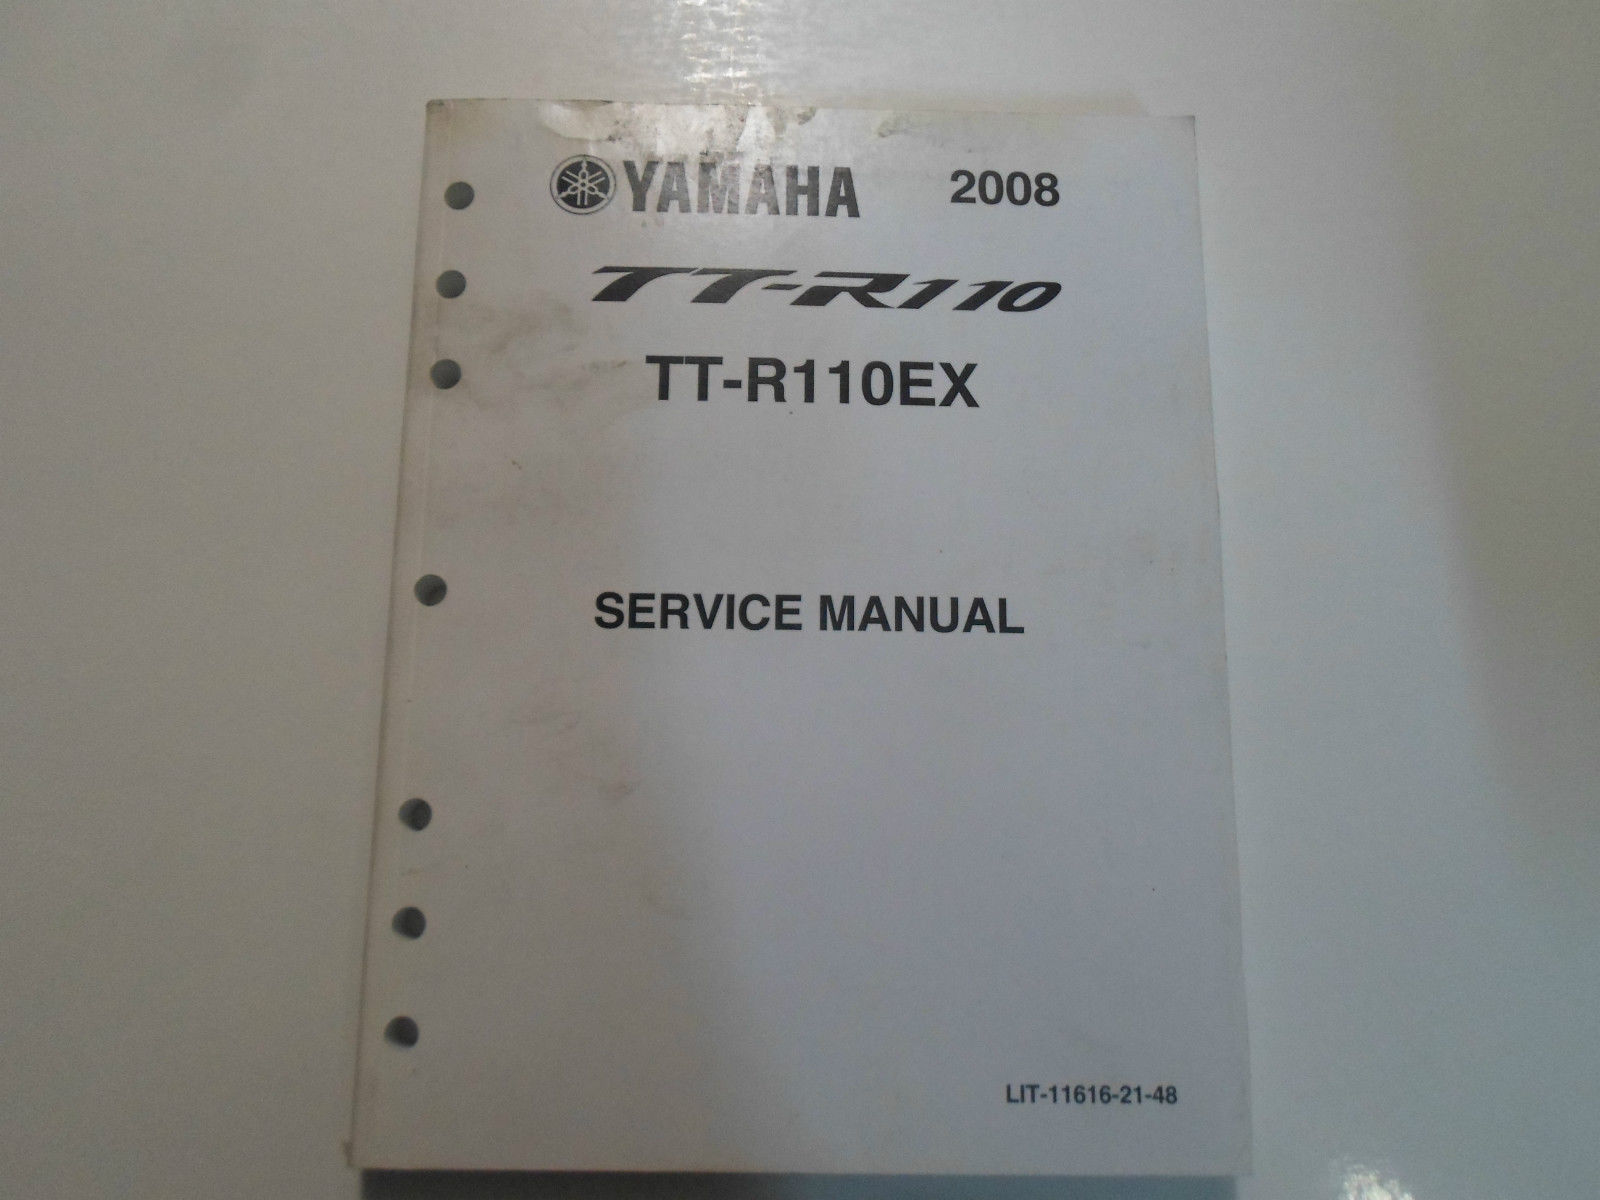 YAMAHA 2008
TT-R110
TT-R110EX
SERVICE MANUAL
LIT-11616-21-48